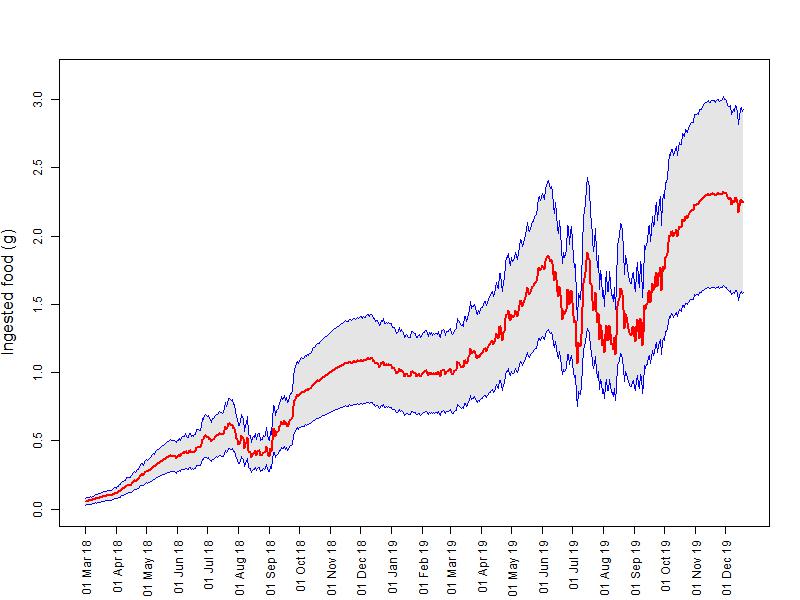 Ingested food (g)
3.0
2.5
2.0
1.5
1.0
0.5
0.0
01 Mar 18
01 Apr 18
01 May 18
01 Jun 18
01 Jul 18
01 Aug 18
01 Sep 18
01 Oct 18
01 Nov 18
01 Dec 18
01 Jan 19
01 Feb 19
01 Mar 19
01 Apr 19
01 May 19
01 Jun 19
01 Jul 19
01 Aug 19
01 Sep 19
01 Oct 19
01 Nov 19
01 Dec 19